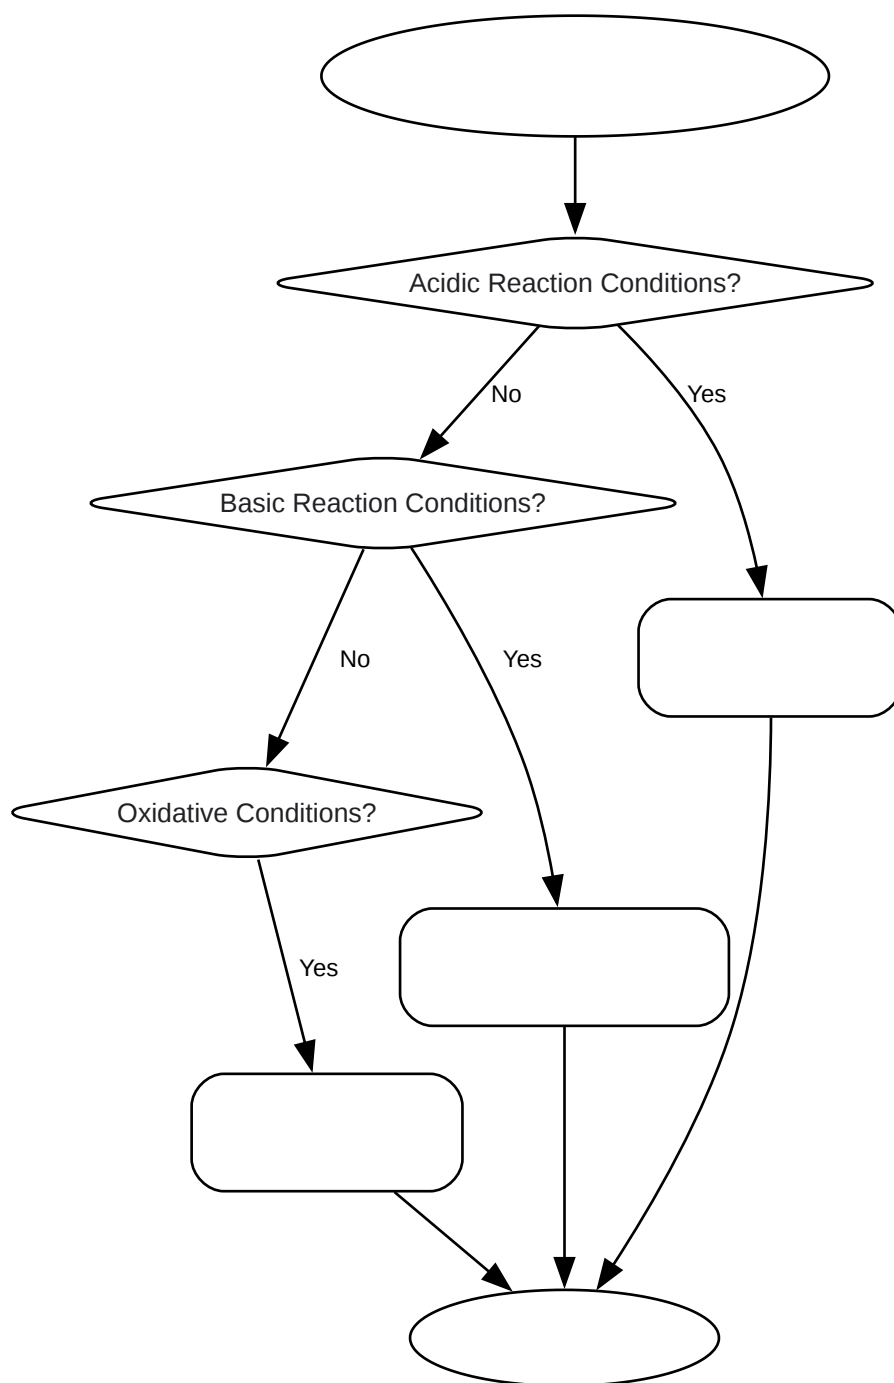 Acidic Reaction Conditions?
No
Yes
Basic Reaction Conditions?
No
Yes
Oxidative Conditions?
Yes